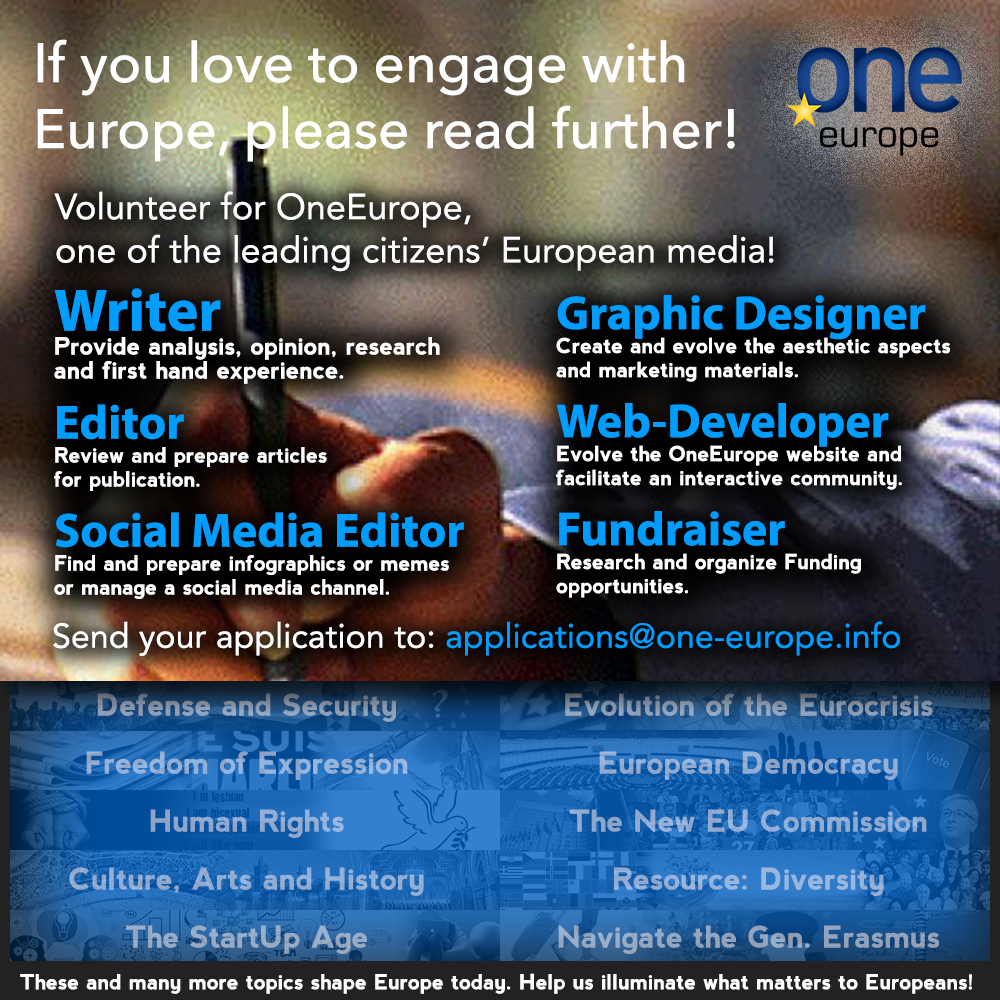 If you love to engage with
Europe, please read further!
one
europe
Volunteer for OneEurope,
one of the leading citizens' European media!
Writer
Provide analysis, opinion, research
and first hand experience.
Editor
Review and prepare articles
for publication.
Social Media Editor
Find and prepare infographics or memes
or manage a social media channel.
Graphic Designer
Create and evolve the aesthetic aspects
and marketing materials.
Web-Developer
Evolve the OneEurope website and
facilitate an interactive community.
Fundraiser
Research and organize Funding
opportunities.
Send your application to: applications@one-europe.info
Defense and Security
?
Evolution of the Eurocrisis
E SUIS
Freedom of Expression
European Democracy
Vote
I'm lesbian
Human Rights
The New EU Commission
27
Culture, Arts and History
Resource: Diversity
The StartUp Age
Navigate the Gen. Erasmus
These and many more topics shape Europe today. Help us illuminate what matters to Europeans!